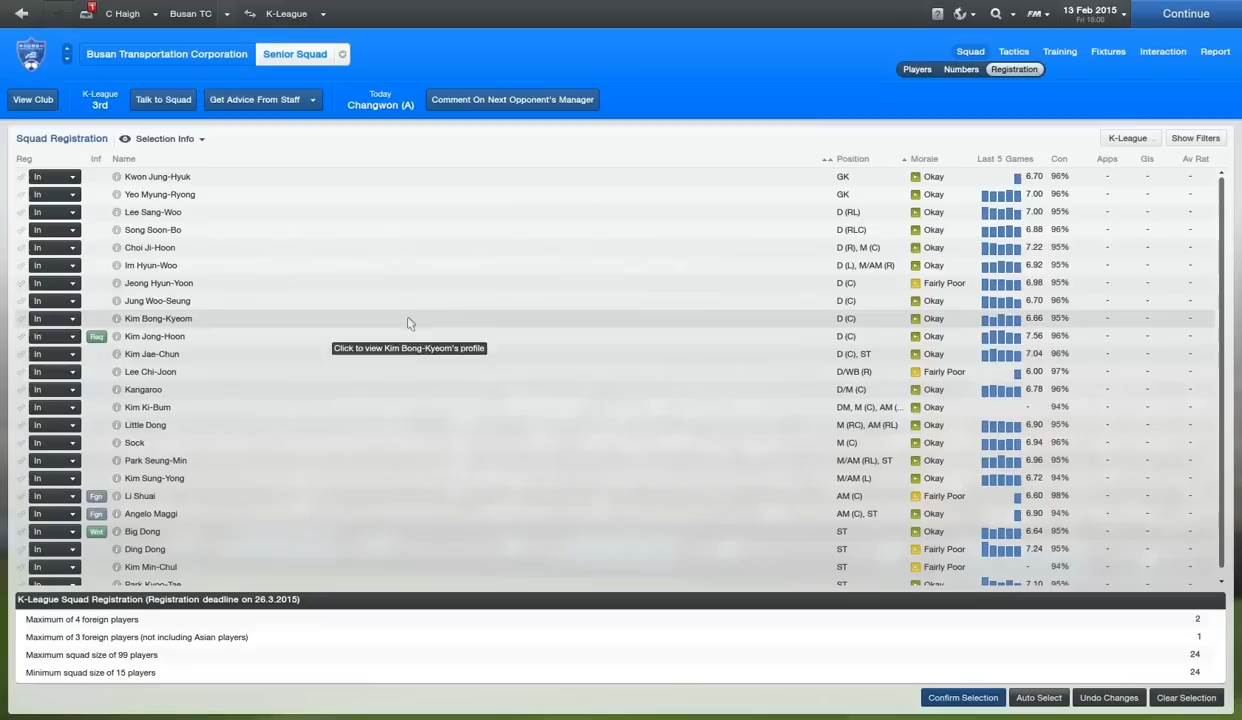 1 C Haigh Busan TC K-League ? FM 13 Feb 2015 Fri 16:00 Continue
Busan Transportation Corporation Senior Squad Squad Tactics Training Fixtures Interaction Report
Players Numbers Registration
View Club K-League 3rd Talk to Squad Get Advice From Staff Today Changwon (A) Comment On Next Opponent's Manager
Squad Registration Selection Info K-League Show Filters
Reg Inf Name Position Morale Last 5 Games Con Apps Gls Av Rat
In Kwon Jung-Hyuk GK Okay 6.70 96% - - -
In Yeo Myung-Ryong GK Okay 7.00 96% - - -
In Lee Sang-Woo D (RL) Okay 7.00 95% - - -
In Song Soon-Bo D (RLC) Okay 6.88 96% - - -
In Choi Ji-Hoon D (R), M (C) Okay 7.22 95% - - -
In Im Hyun-Woo D (L), M/AM (R) Okay 6.92 95% - - -
In Jeong Hyun-Yoon D (C) Fairly Poor 6.98 95% - - -
In Jung Woo-Seung D (C) Okay 6.70 96% - - -
In Kim Bong-Kyeom D (C) Okay 6.66 95% - - -
In Req Kim Jong-Hoon D (C) Okay 7.56 96% - - -
Click to view Kim Bong-Kyeom's profile
In Kim Jae-Chun D (C), ST Okay 7.04 96% - - -
In Lee Chi-Joon D/WB (R) Fairly Poor 6.00 97% - - -
In Kangaroo D/M (C) Okay 6.78 96% - - -
In Kim Ki-Bum DM, M (C), AM (... Okay - 94% - - -
In Little Dong M (RC), AM (RL) Okay 6.90 95% - - -
In Sock M (C) Okay 6.94 96% - - -
In Park Seung-Min M/AM (RL), ST Okay 6.96 95% - - -
In Kim Sung-Yong M/AM (L) Okay 6.72 94% - - -
In Fgn Li Shuai AM (C) Fairly Poor 6.60 98% - - -
In Fgn Angelo Maggi AM (C), ST Okay 6.90 94% - - -
In Wnt Big Dong ST Okay 6.64 95% - - -
In Ding Dong ST Fairly Poor 7.24 95% - - -
In Kim Min-Chul ST Fairly Poor - 94% - - -
In Park Kyoo-Tae ST Okay 7.10 95% - - -
K-League Squad Registration (Registration deadline on 26.3.2015)
Maximum of 4 foreign players 2
Maximum of 3 foreign players (not including Asian players) 1
Maximum squad size of 99 players 24
Minimum squad size of 15 players 24
Confirm Selection Auto Select Undo Changes Clear Selection